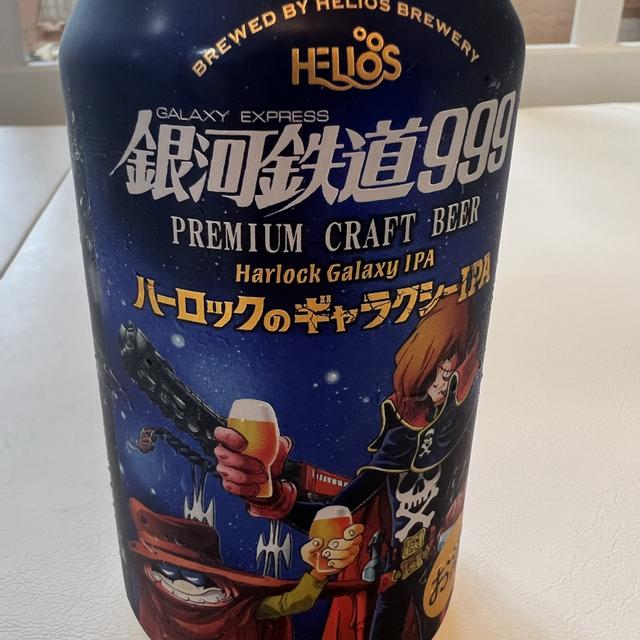 BREWED BY HELIOS BREWERY
HELIOS
GALAXY EXPRESS
銀河鉄道999
PREMIUM CRAFT BEER
Harlock Galaxy IPA
ハーロックのギャラクシーIPA
お